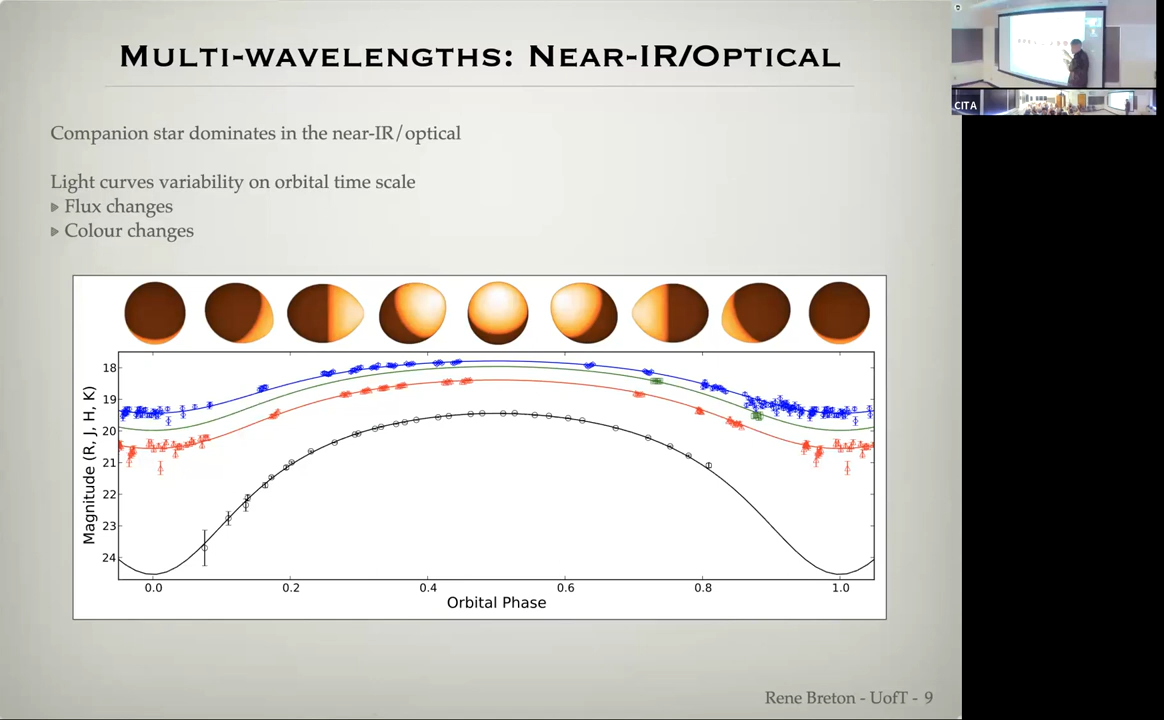 MULTI-WAVELENGTHS: NEAR-IR/OPTICAL
Companion star dominates in the near-IR/optical
Light curves variability on orbital time scale
Flux changes
Colour changes
Magnitude (R, J, H, K)
18
19
20
21
22
23
24
0.0 0.2 0.4 0.6 0.8 1.0
Orbital Phase
Rene Breton - UofT - 9
CITA